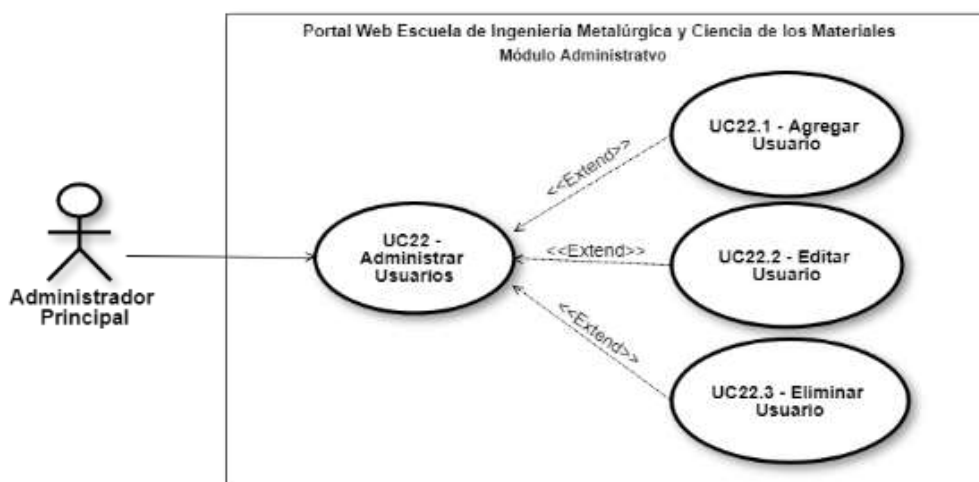 Portal Web Escuela de Ingeniería Metalúrgica y Ciencia de los Materiales
Módulo Administratvo
UC22.1 - Agregar
Usuario
<<Extend>>
UC22 -
Administrar
Usuarios
<<Extend>>
UC22.2 - Editar
Usuario
Administrador
Principal
<<Extend>>
UC22.3 - Eliminar
Usuario